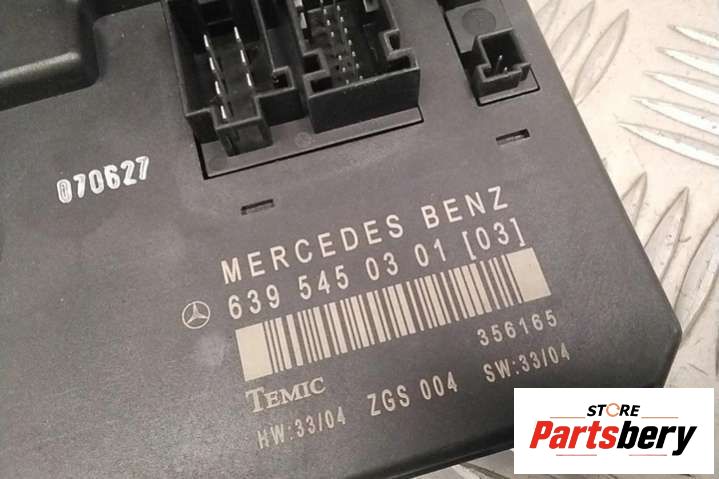 070627
MERCEDES BENZ
639 545 03 01 [03]
356165
TEMIC
HW:33/04 ZGS 004 SW:33/04
STORE
Partsbery